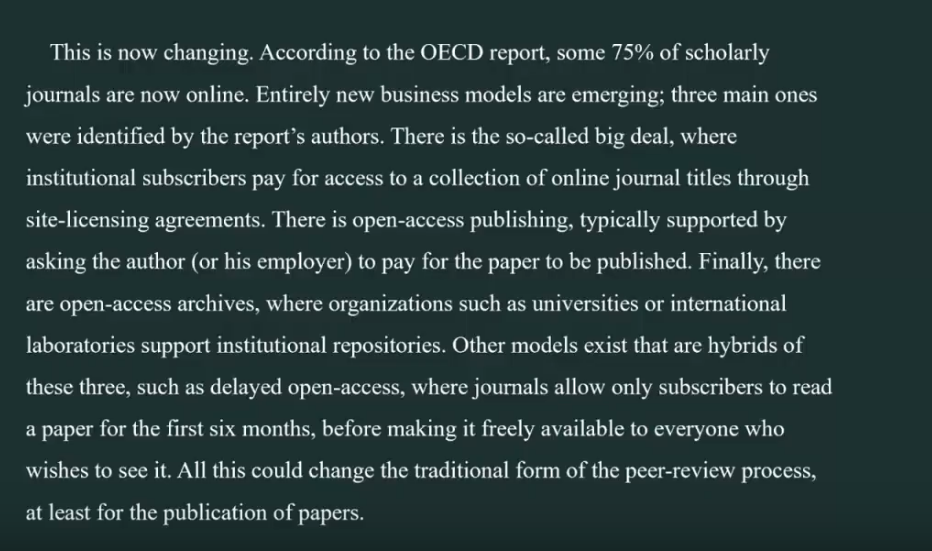 This is now changing. According to the OECD report, some 75% of scholarly
journals are now online. Entirely new business models are emerging; three main ones
were identified by the report's authors. There is the so-called big deal, where
institutional subscribers pay for access to a collection of online journal titles through
site-licensing agreements. There is open-access publishing, typically supported by
asking the author (or his employer) to pay for the paper to be published. Finally, there
are open-access archives, where organizations such as universities or international
laboratories support institutional repositories. Other models exist that are hybrids of
these three, such as delayed open-access, where journals allow only subscribers to read
a paper for the first six months, before making it freely available to everyone who
wishes to see it. All this could change the traditional form of the peer-review process,
at least for the publication of papers.